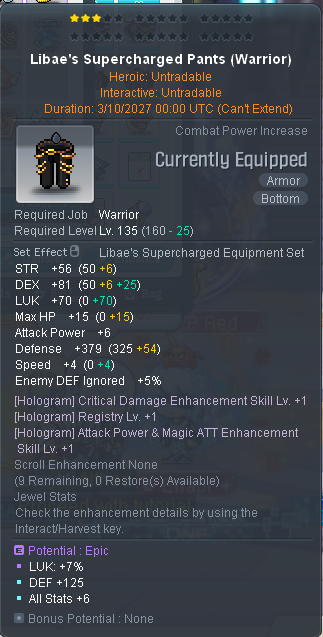 Libae's Supercharged Pants (Warrior)
Heroic: Untradable
Interactive: Untradable
Duration: 3/10/2027 00:00 UTC (Can't Extend)
Combat Power Increase
Currently Equipped
Armor
Bottom
Required Job Warrior
Required Level Lv. 135 (160 - 25)
Set Effect Libae's Supercharged Equipment Set
STR +56 (50 +6)
DEX +81 (50 +6 +25)
LUK +70 (0 +70)
Max HP +15 (0 +15)
Attack Power +6
Defense +379 (325 +54)
Speed +4 (0 +4)
Enemy DEF Ignored +5%
[Hologram] Critical Damage Enhancement Skill Lv. +1
[Hologram] Registry Lv. +1
[Hologram] Attack Power & Magic ATT Enhancement
Skill Lv. +1
Scroll Enhancement None
(9 Remaining, 0 Restore(s) Available)
Jewel Stats
Check the enhancement details by using the
Interact/Harvest key.
E Potential : Epic
LUK: +7%
DEF +125
All Stats +6
Bonus Potential : None